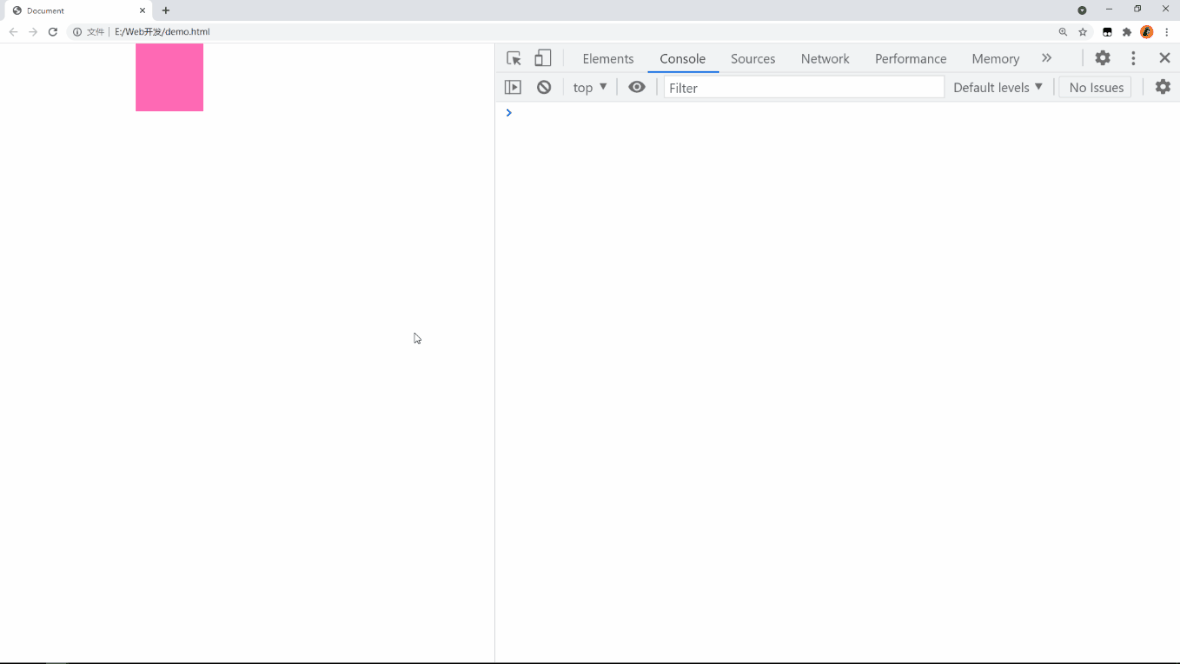 Document
文件 E:/Web开发/demo.html
Elements Console Sources Network Performance Memory
top Filter Default levels No Issues